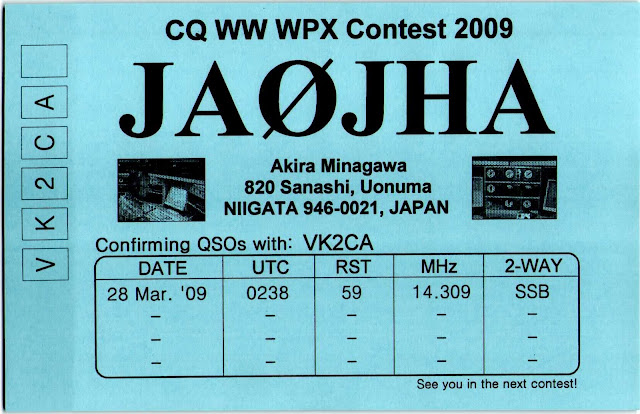 CQ WW WPX Contest 2009
JAØJHA
Akira Minagawa
820 Sanashi, Uonuma
NIIGATA 946-0021, JAPAN
VK2CA
Confirming QSOs with: VK2CA
DATE UTC RST MHz 2-WAY
28 Mar. '09 0238 59 14.309 SSB
– – – – –
– – – – –
– – – – –
See you in the next contest!